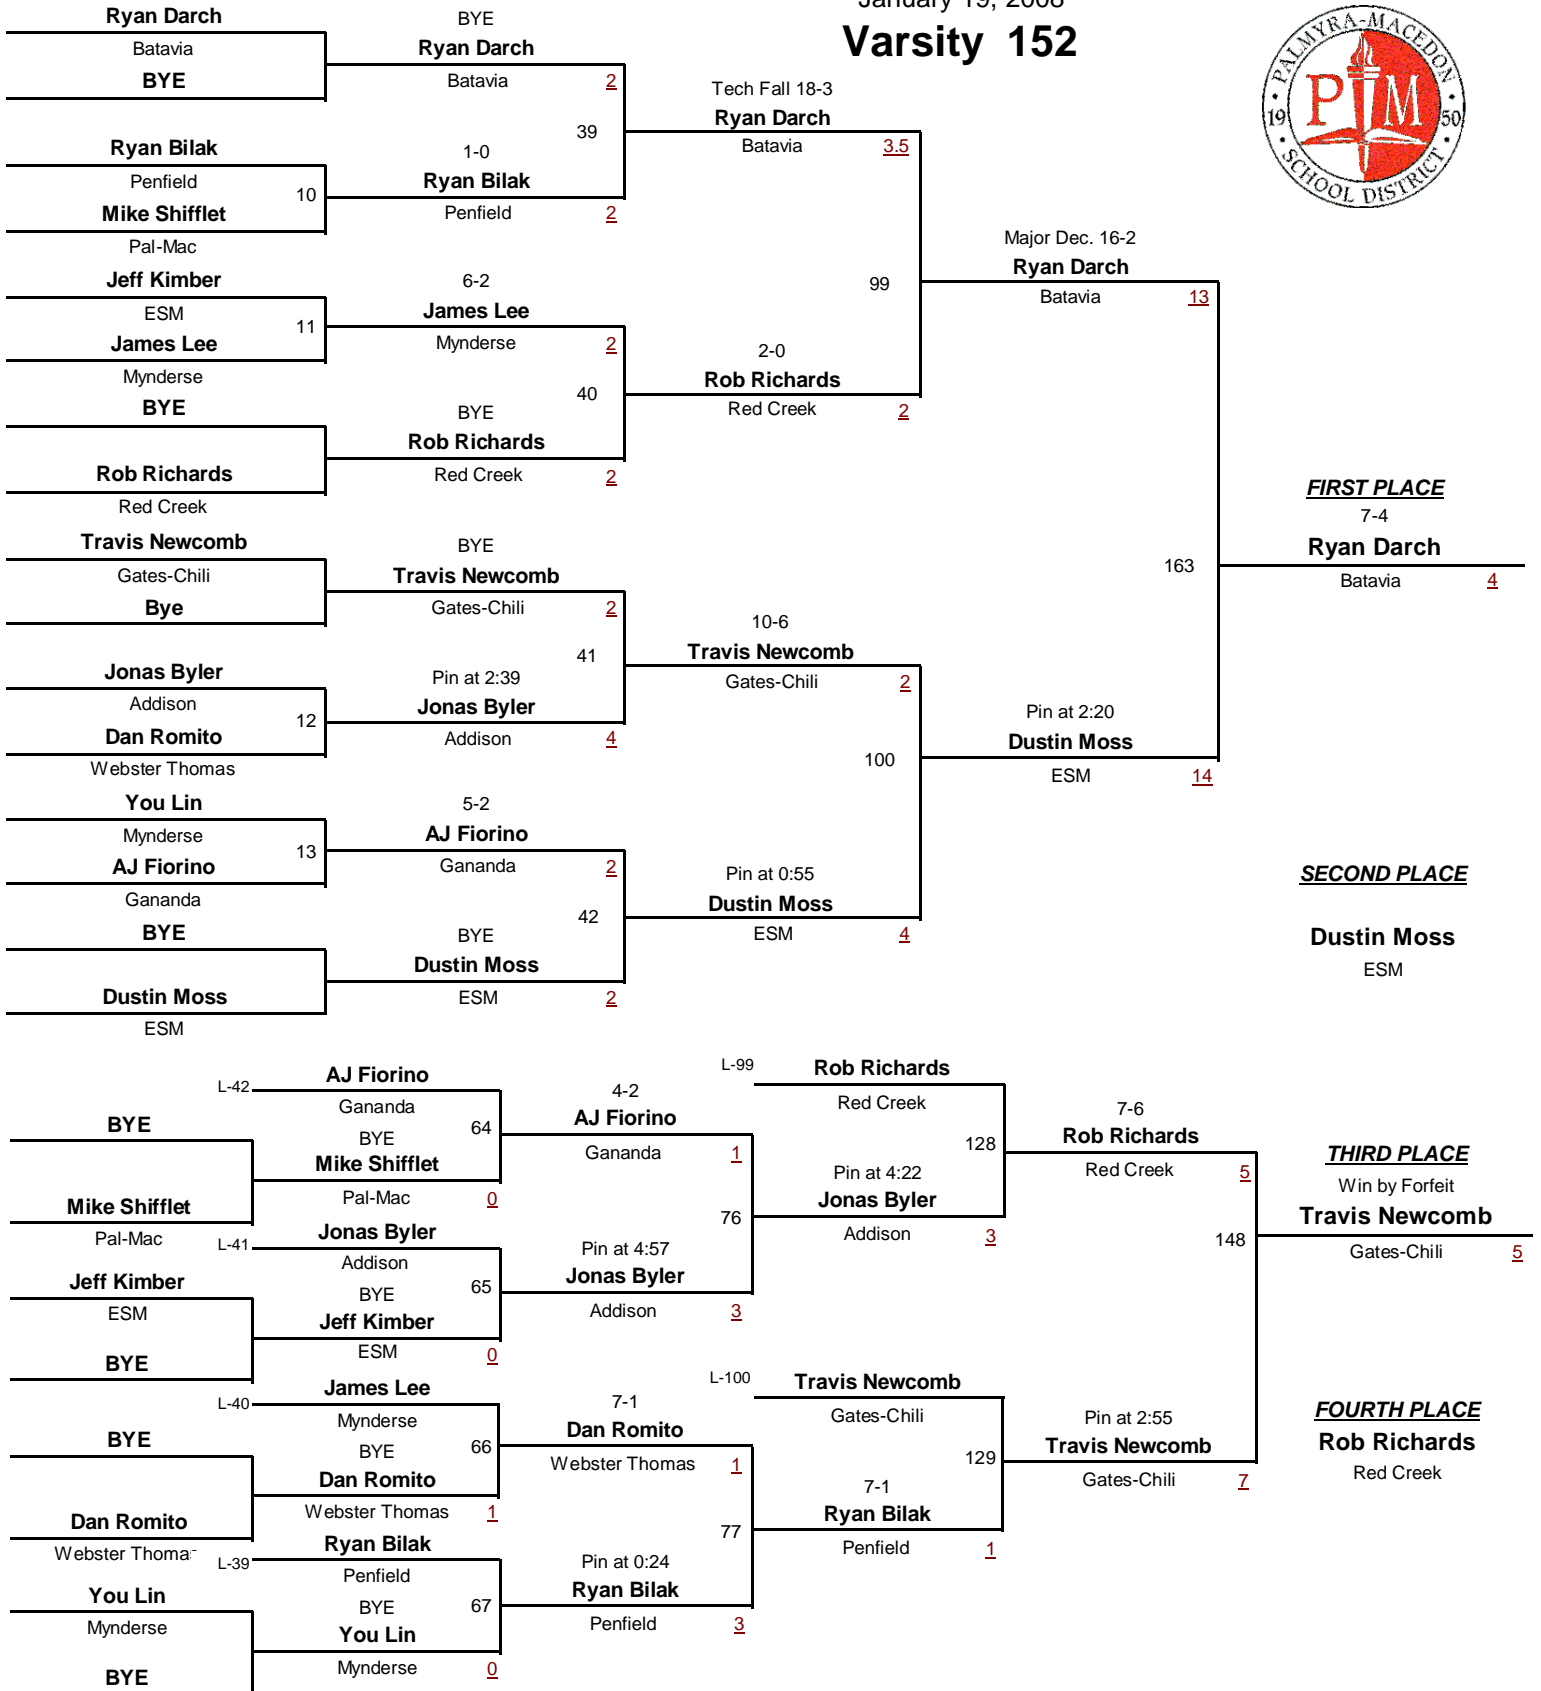 January 19, 2008
Varsity 152
PALMYRA-MACEDON
19 PM 50
SCHOOL DISTRICT
Ryan Darch
Batavia
BYE
Ryan Bilak
Penfield
10
Mike Shifflet
Pal-Mac
Jeff Kimber
ESM
11
James Lee
Mynderse
BYE
Rob Richards
Red Creek
Travis Newcomb
Gates-Chili
Bye
Jonas Byler
Addison
12
Dan Romito
Webster Thomas
You Lin
Mynderse
13
AJ Fiorino
Gananda
BYE
Dustin Moss
ESM
BYE
Ryan Darch
Batavia 2
39
1-0
Ryan Bilak
Penfield 2
6-2
James Lee
Mynderse 2
40
BYE
Rob Richards
Red Creek 2
BYE
Travis Newcomb
Gates-Chili 2
41
Pin at 2:39
Jonas Byler
Addison 4
5-2
AJ Fiorino
Gananda 2
42
BYE
Dustin Moss
ESM 2
Tech Fall 18-3
Ryan Darch
Batavia 3.5
99
2-0
Rob Richards
Red Creek 2
10-6
Travis Newcomb
Gates-Chili 2
100
Pin at 0:55
Dustin Moss
ESM 4
Major Dec. 16-2
Ryan Darch
Batavia 13
163
Pin at 2:20
Dustin Moss
ESM 14
FIRST PLACE
7-4
Ryan Darch
Batavia 4
SECOND PLACE
Dustin Moss
ESM
BYE
Mike Shifflet
Pal-Mac
Jeff Kimber
ESM
BYE
BYE
Dan Romito
Webster Thomas
You Lin
Mynderse
BYE
L-42
AJ Fiorino
Gananda
64
BYE
Mike Shifflet
Pal-Mac 0
L-41
Jonas Byler
Addison
65
BYE
Jeff Kimber
ESM 0
L-40
James Lee
Mynderse
66
BYE
Dan Romito
Webster Thomas 1
L-39
Ryan Bilak
Penfield
67
BYE
You Lin
Mynderse 0
4-2
AJ Fiorino
Gananda 1
76
Pin at 4:57
Jonas Byler
Addison 3
7-1
Dan Romito
Webster Thomas 1
77
Pin at 0:24
Ryan Bilak
Penfield 3
L-99
Rob Richards
Red Creek
128
Pin at 4:22
Jonas Byler
Addison 3
L-100
Travis Newcomb
Gates-Chili
129
7-1
Ryan Bilak
Penfield 1
7-6
Rob Richards
Red Creek 5
148
Pin at 2:55
Travis Newcomb
Gates-Chili 7
THIRD PLACE
Win by Forfeit
Travis Newcomb
Gates-Chili 5
FOURTH PLACE
Rob Richards
Red Creek